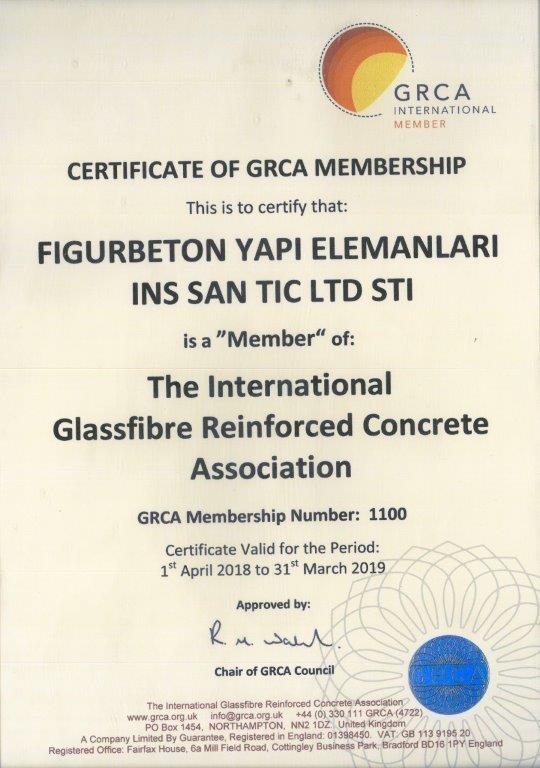 GRCA
INTERNATIONAL
MEMBER
CERTIFICATE OF GRCA MEMBERSHIP
This is to certify that:
FIGURBETON YAPI ELEMANLARI
INS SAN TIC LTD STI
is a ”Member“ of:
The International
Glassfibre Reinforced Concrete
Association
GRCA Membership Number: 1100
Certificate Valid for the Period:
1st April 2018 to 31st March 2019
Approved by:
Chair of GRCA Council
GRCA
The International Glassfibre Reinforced Concrete Association
www.grca.org.uk info@grca.org.uk +44 (0) 330 111 GRCA (4722)
PO Box 1454, NORTHAMPTON, NN2 1DZ. United Kingdom
A Company Limited By Guarantee, Registered in England: 01398450. VAT. GB 113 9195 20
Registered Office: Fairfax House, 6a Mill Field Road, Cottingley Business Park, Bradford BD16 1PY England